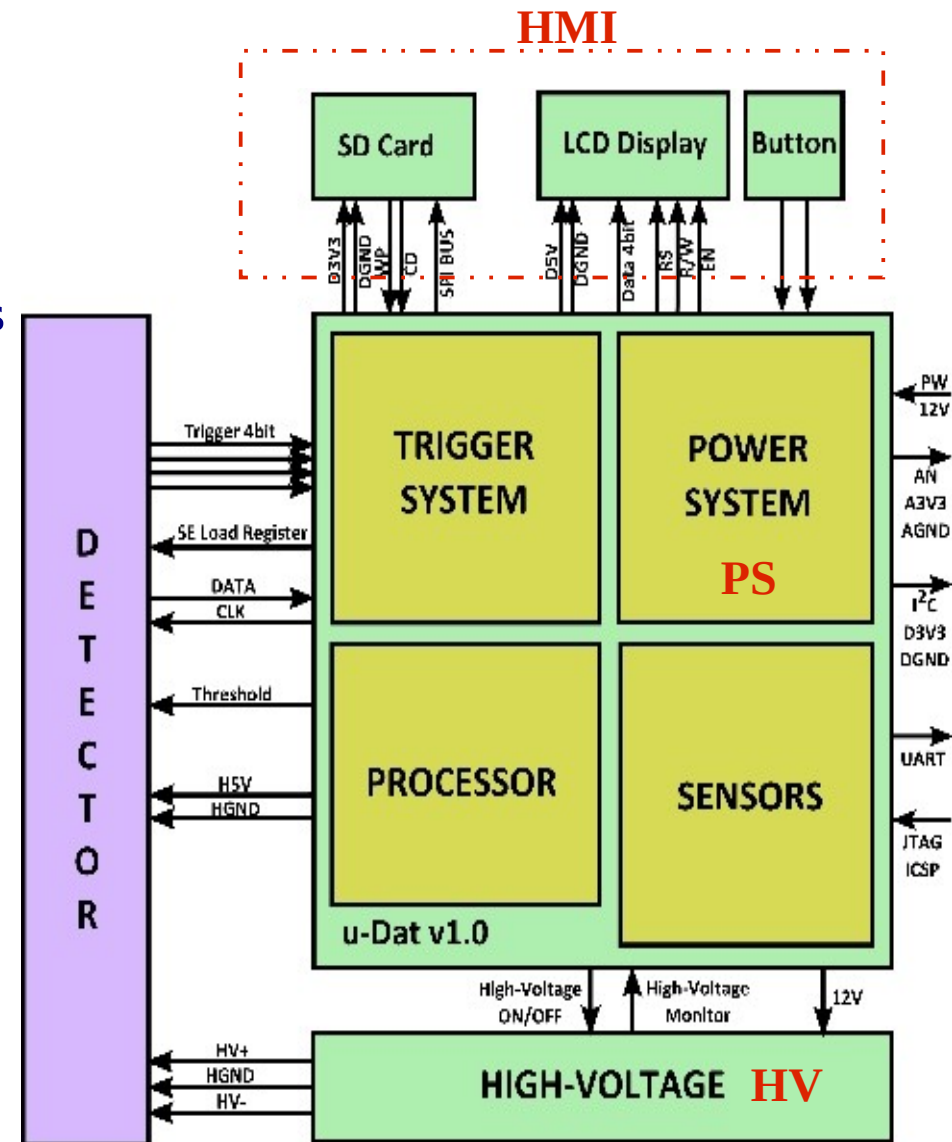 HMI
SD Card
LCD Display
Button
D3V3
DGND
WP
CD
SPI BUS
D5V
DGND
Data 4bit
RS
R/W
EN
s
Trigger 4bit
SE Load Register
DATA
CLK
Threshold
H5V
HGND
DETECTOR
TRIGGER
SYSTEM
POWER
SYSTEM
PS
PROCESSOR
SENSORS
u-Dat v1.0
PW
12V
AN
A3V3
AGND
I²C
D3V3
DGND
UART
JTAG
ICSP
High-Voltage
ON/OFF
High-Voltage
Monitor
12V
HV+
HGND
HV-
HIGH-VOLTAGE HV